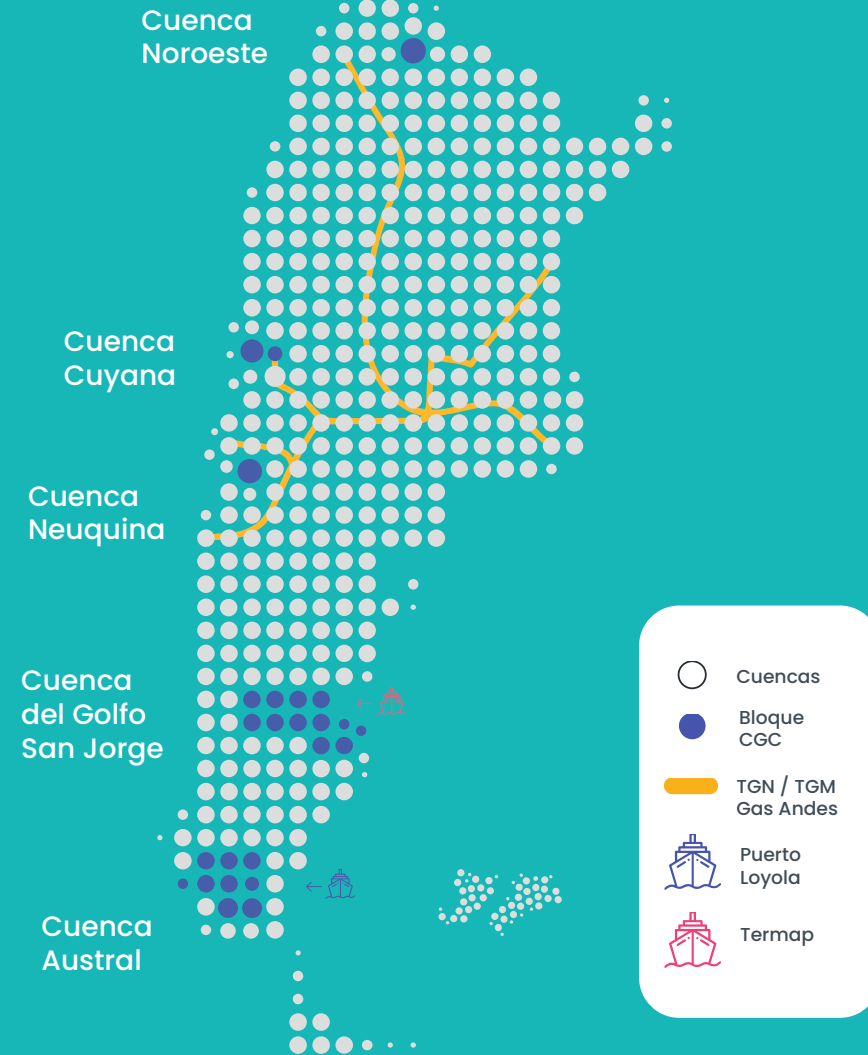 Cuenca
Noroeste
Cuenca
Cuyana
Cuenca
Neuquina
Cuenca
del Golfo
San Jorge
Cuenca
Austral
Cuencas
Bloque
CGC
TGN / TGM
Gas Andes
Puerto
Loyola
Termap